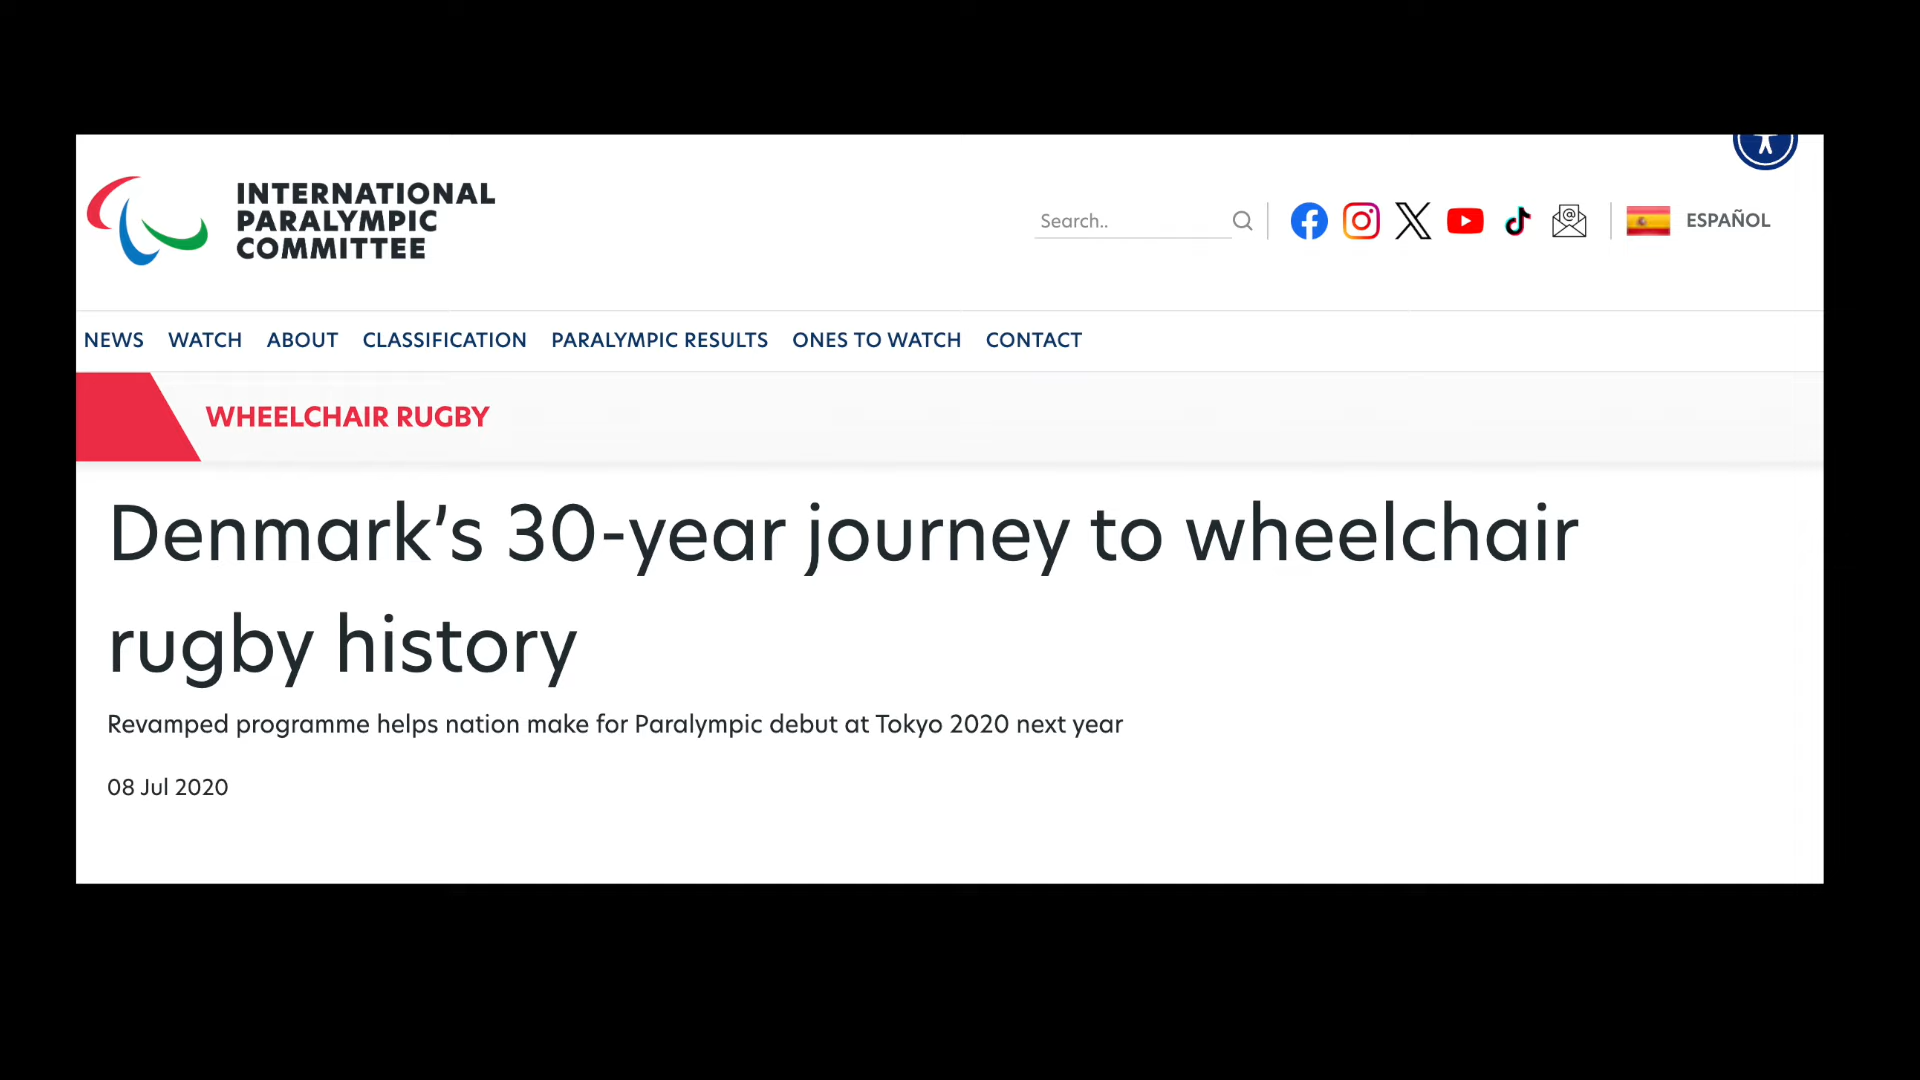 INTERNATIONAL
PARALYMPIC
COMMITTEE
Search..
ESPAÑOL
NEWS WATCH ABOUT CLASSIFICATION PARALYMPIC RESULTS ONES TO WATCH CONTACT
WHEELCHAIR RUGBY
Denmark’s 30-year journey to wheelchair
rugby history
Revamped programme helps nation make for Paralympic debut at Tokyo 2020 next year
08 Jul 2020